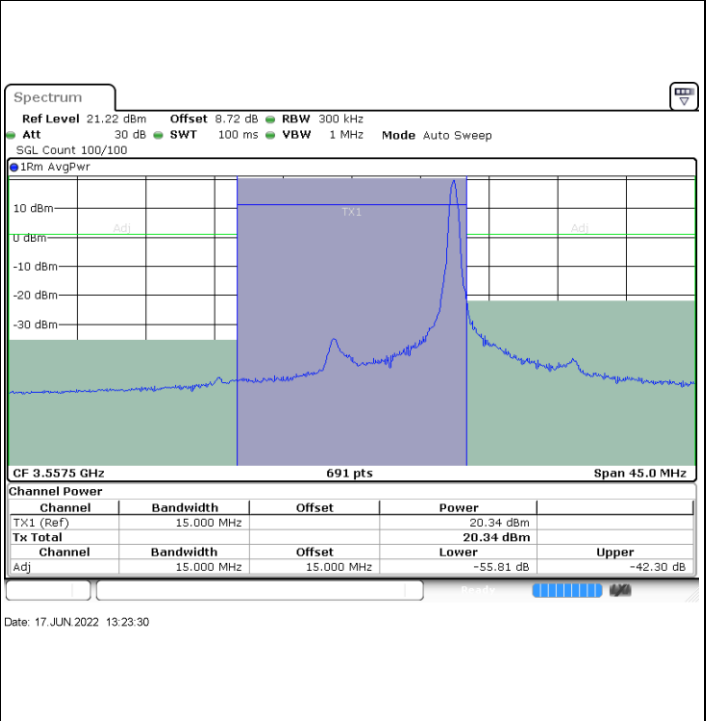 Spectrum
Ref Level 21.22 dBm Offset 8.72 dB RBW 300 kHz
Att 30 dB SWT 100 ms VBW 1 MHz Mode Auto Sweep
SGL Count 100/100
1Rm AvgPwr
10 dBm
TX1
Adj Adj
0 dBm
-10 dBm
-20 dBm
-30 dBm
CF 3.5575 GHz 691 pts Span 45.0 MHz
Channel Power
Channel Bandwidth Offset Power
TX1 (Ref) 15.000 MHz 20.34 dBm
Tx Total 20.34 dBm
Channel Bandwidth Offset Lower Upper
Adj 15.000 MHz 15.000 MHz -55.81 dB -42.30 dB
Ready
Date: 17.JUN.2022 13:23:30